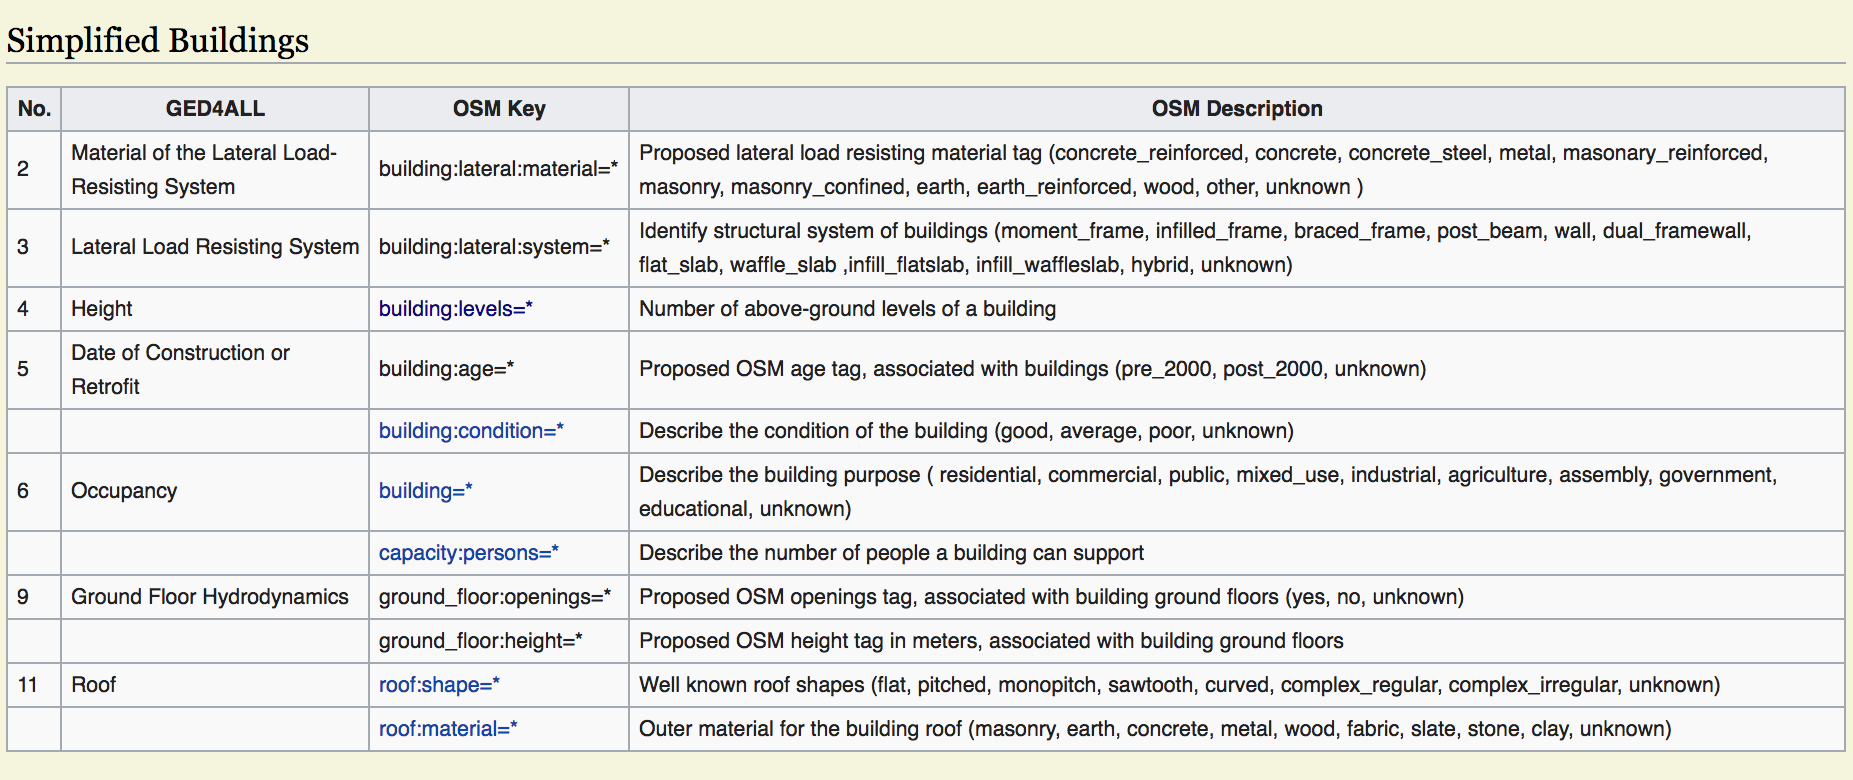 Simplified Buildings
No. GED4ALL OSM Key OSM Description
2 Material of the Lateral Load-Resisting System building:lateral:material=* Proposed lateral load resisting material tag (concrete_reinforced, concrete, concrete_steel, metal, masonary_reinforced, masonry, masonry_confined, earth, earth_reinforced, wood, other, unknown )
3 Lateral Load Resisting System building:lateral:system=* Identify structural system of buildings (moment_frame, infilled_frame, braced_frame, post_beam, wall, dual_framewall, flat_slab, waffle_slab ,infill_flatslab, infill_waffleslab, hybrid, unknown)
4 Height building:levels=* Number of above-ground levels of a building
5 Date of Construction or Retrofit building:age=* Proposed OSM age tag, associated with buildings (pre_2000, post_2000, unknown)
building:condition=* Describe the condition of the building (good, average, poor, unknown)
6 Occupancy building=* Describe the building purpose ( residential, commercial, public, mixed_use, industrial, agriculture, assembly, government, educational, unknown)
capacity:persons=* Describe the number of people a building can support
9 Ground Floor Hydrodynamics ground_floor:openings=* Proposed OSM openings tag, associated with building ground floors (yes, no, unknown)
ground_floor:height=* Proposed OSM height tag in meters, associated with building ground floors
11 Roof roof:shape=* Well known roof shapes (flat, pitched, monopitch, sawtooth, curved, complex_regular, complex_irregular, unknown)
roof:material=* Outer material for the building roof (masonry, earth, concrete, metal, wood, fabric, slate, stone, clay, unknown)